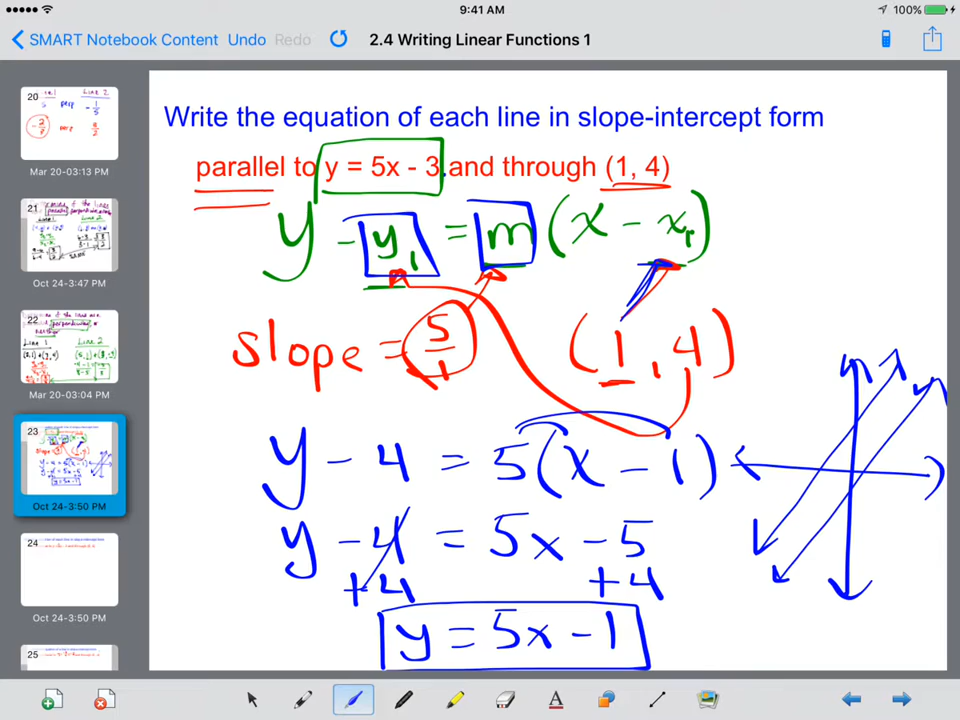 9:41 AM
100%
SMART Notebook Content Undo Redo
2.4 Writing Linear Functions 1
20
Line 2
perp
Mar 20-03:13 PM
21
Oct 24-3:47 PM
22
Mar 20-03:04 PM
23
Oct 24-3:50 PM
24
Oct 24-3:50 PM
25
Write the equation of each line in slope-intercept form
parallel to y = 5x - 3 and through (1, 4)
y - y₁ = m (x - x₁)
slope = 5/1 (1, 4)
y - 4 = 5(x - 1)
y - 4 = 5x - 5
+4 +4
y = 5x - 1
A